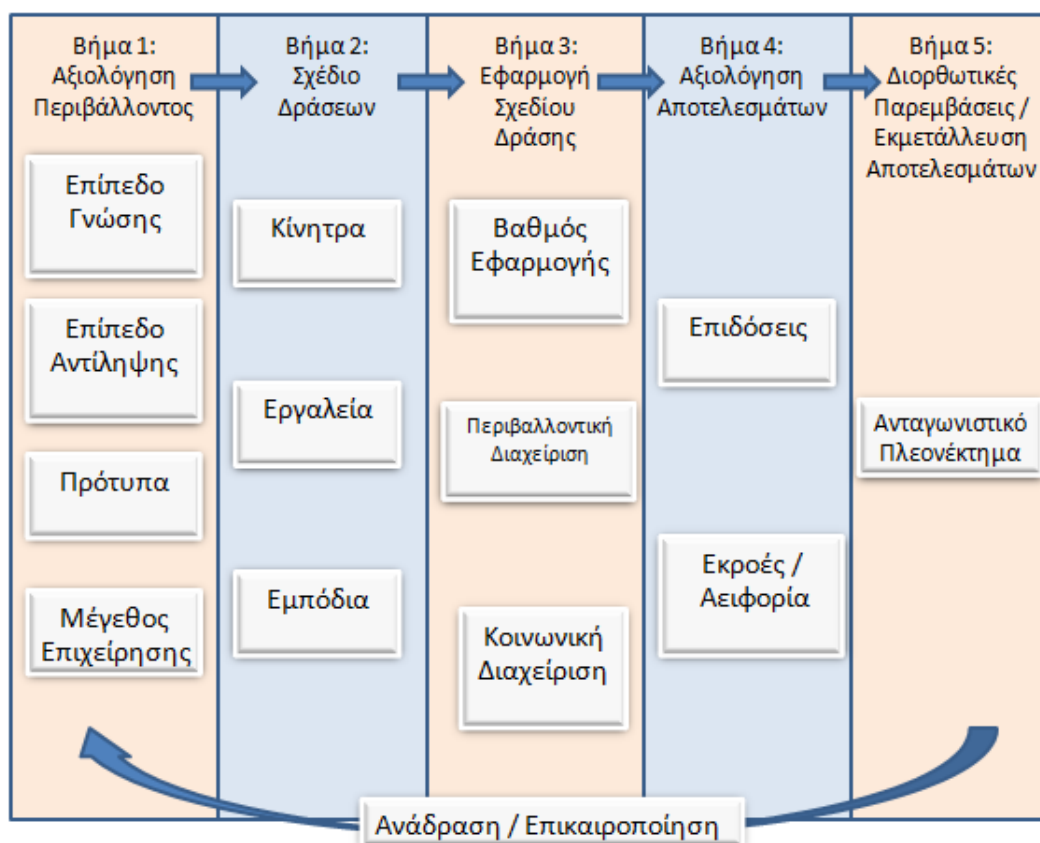 Βήμα 1:
Αξιολόγηση
Περιβάλλοντος
Επίπεδο
Γνώσης
Επίπεδο
Αντίληψης
Πρότυπα
Μέγεθος
Επιχείρησης
Βήμα 2:
Σχέδιο
Δράσεων
Κίνητρα
Εργαλεία
Εμπόδια
Βήμα 3:
Εφαρμογή
Σχεδίου
Δράσης
Βαθμός
Εφαρμογής
Περιβαλλοντική
Διαχείριση
Κοινωνική
Διαχείριση
Βήμα 4:
Αξιολόγηση
Αποτελεσμάτων
Επιδόσεις
Εκροές /
Αειφορία
Βήμα 5:
Διορθωτικές
Παρεμβάσεις /
Εκμετάλλευση
Αποτελεσμάτων
Ανταγωνιστικό
Πλεονέκτημα
Ανάδραση / Επικαιροποίηση